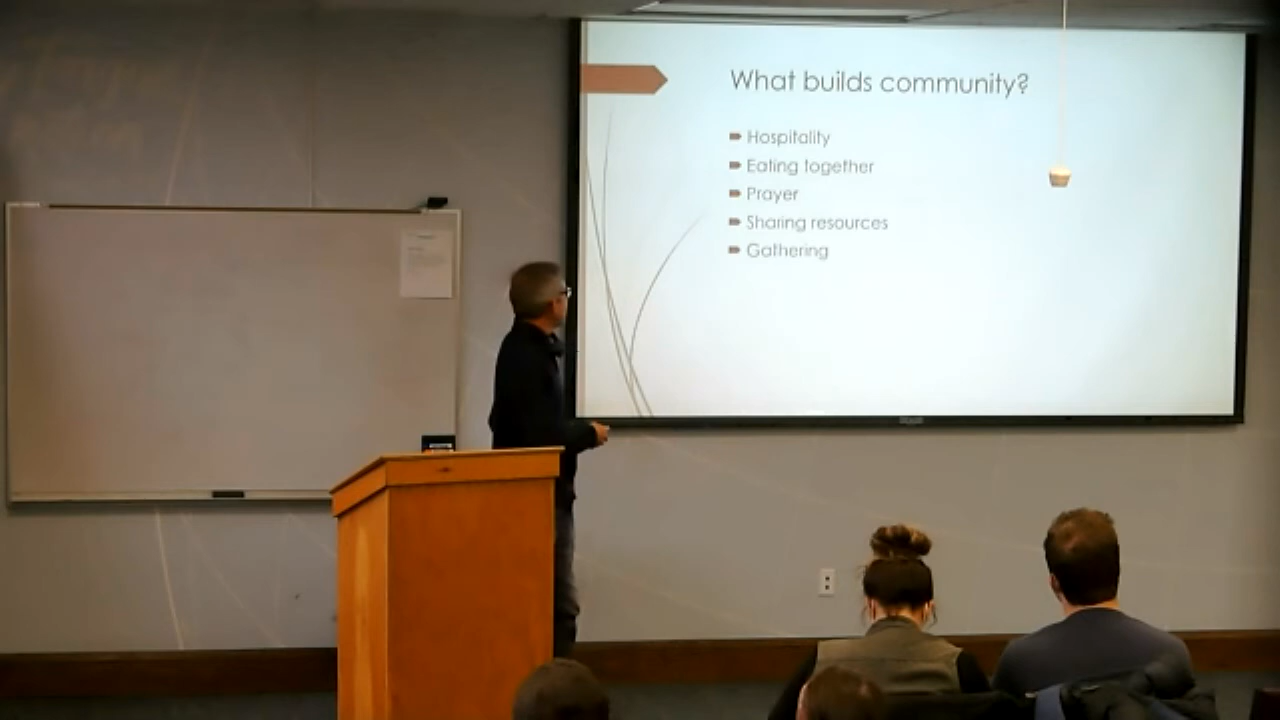 What builds community?
Hospitality
Eating together
Prayer
Sharing resources
Gathering